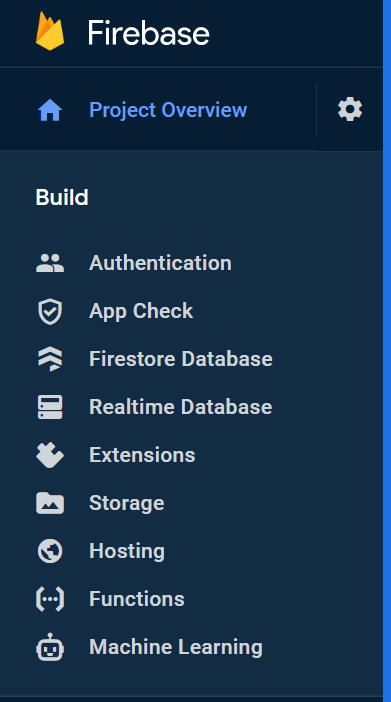 Firebase
Project Overview
Build
Authentication
App Check
Firestore Database
Realtime Database
Extensions
Storage
Hosting
Functions
Machine Learning